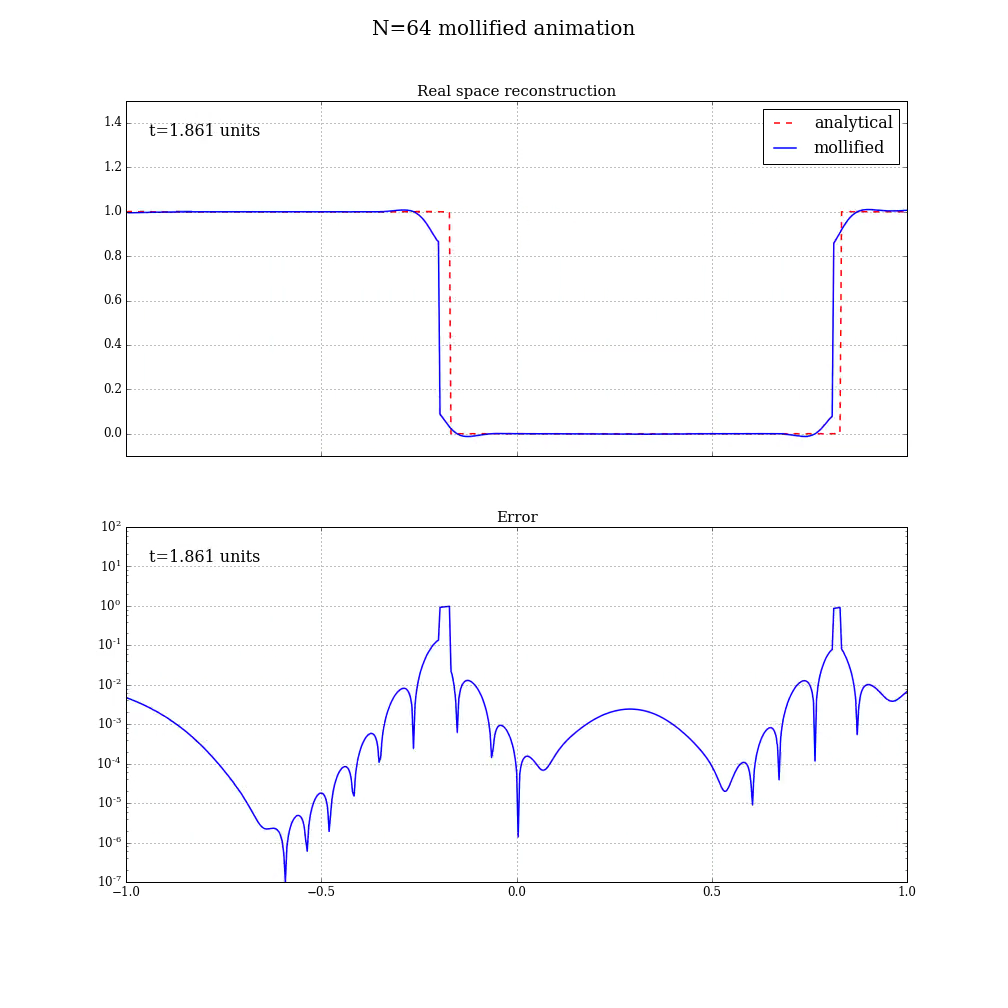 N=64 mollified animation
Real space reconstruction
t=1.861 units
analytical
mollified
1.4
1.2
1.0
0.8
0.6
0.4
0.2
0.0
Error
t=1.861 units
10²
10¹
10⁰
10⁻¹
10⁻²
10⁻³
10⁻⁴
10⁻⁵
10⁻⁶
10⁻⁷
−1.0 −0.5 0.0 0.5 1.0